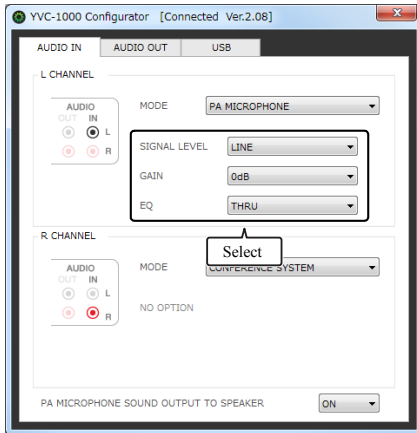 YVC-1000 Configurator [Connected Ver.2.08]
AUDIO IN AUDIO OUT USB
L CHANNEL
AUDIO
OUT IN
L
R
MODE PA MICROPHONE
SIGNAL LEVEL LINE
GAIN 0dB
EQ THRU
Select
R CHANNEL
AUDIO
OUT IN
L
R
MODE CONFERENCE SYSTEM
NO OPTION
PA MICROPHONE SOUND OUTPUT TO SPEAKER ON